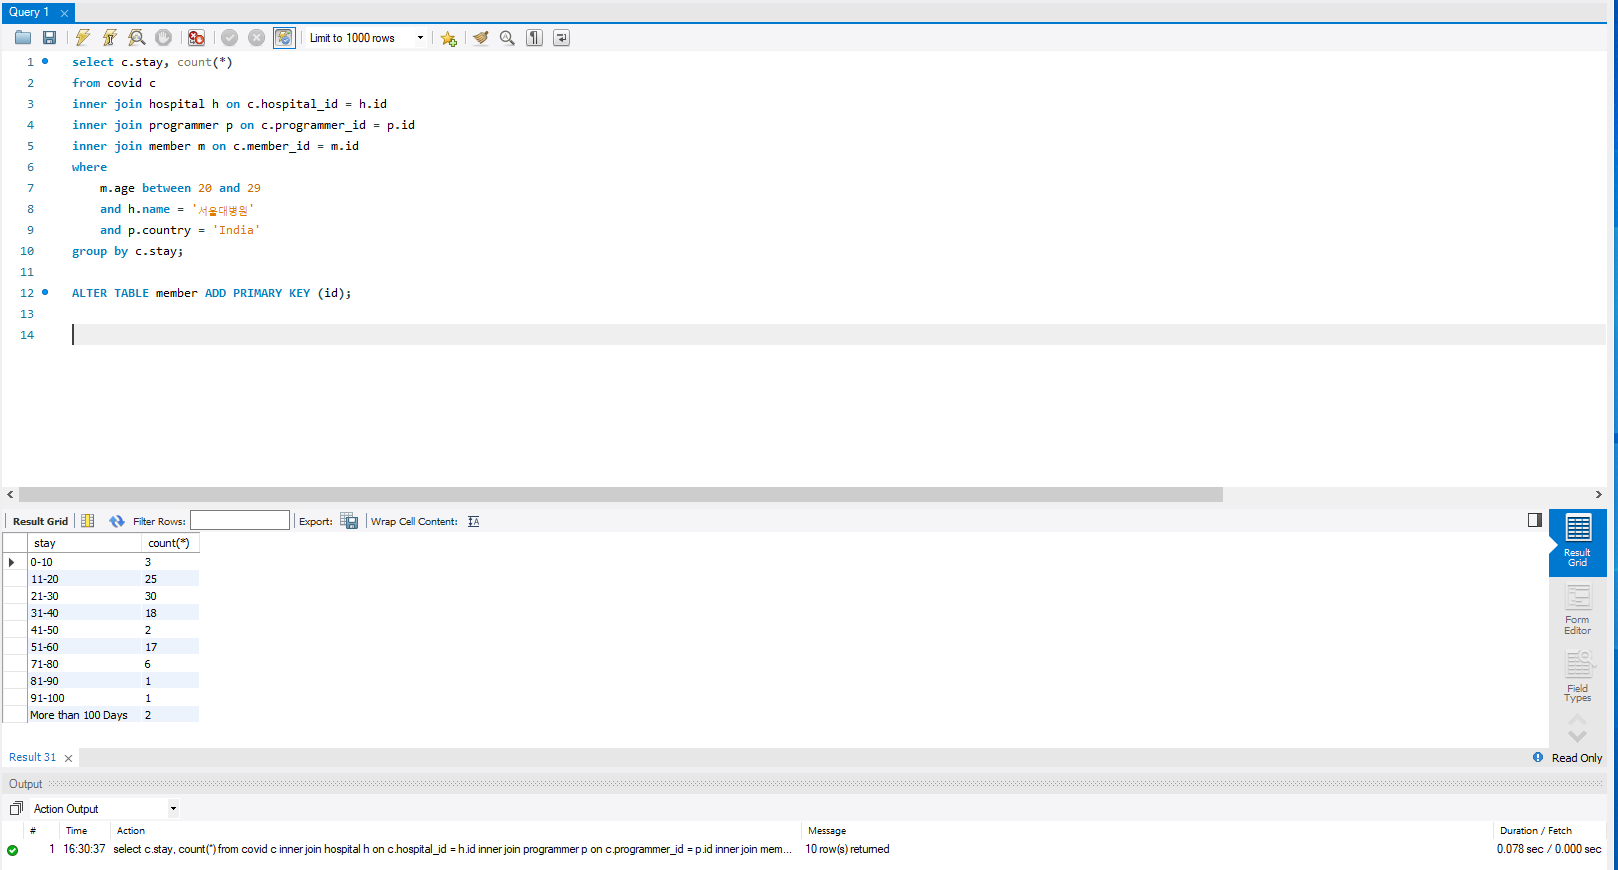 Query 1
Limit to 1000 rows
1 select c.stay, count(*)
2 from covid c
3 inner join hospital h on c.hospital_id = h.id
4 inner join programmer p on c.programmer_id = p.id
5 inner join member m on c.member_id = m.id
6 where
7 m.age between 20 and 29
8 and h.name = '서울대병원'
9 and p.country = 'India'
10 group by c.stay;
11
12 ALTER TABLE member ADD PRIMARY KEY (id);
13
14
Result Grid Filter Rows: Export: Wrap Cell Content:
stay count(*)
0-10 3
11-20 25
21-30 30
31-40 18
41-50 2
51-60 17
71-80 6
81-90 1
91-100 1
More than 100 Days 2
Result
Grid
Form
Editor
Field
Types
Result 31
Read Only
Output
Action Output
# Time Action Message Duration / Fetch
1 16:30:37 select c.stay, count(*) from covid c inner join hospital h on c.hospital_id = h.id inner join programmer p on c.programmer_id = p.id inner join mem... 10 row(s) returned 0.078 sec / 0.000 sec